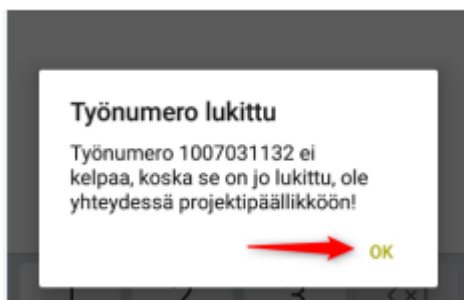 Työnumero lukittu
Työnumero 1007031132 ei
kelpaa, koska se on jo lukittu, ole
yhteydessä projektipäällikköön!
OK